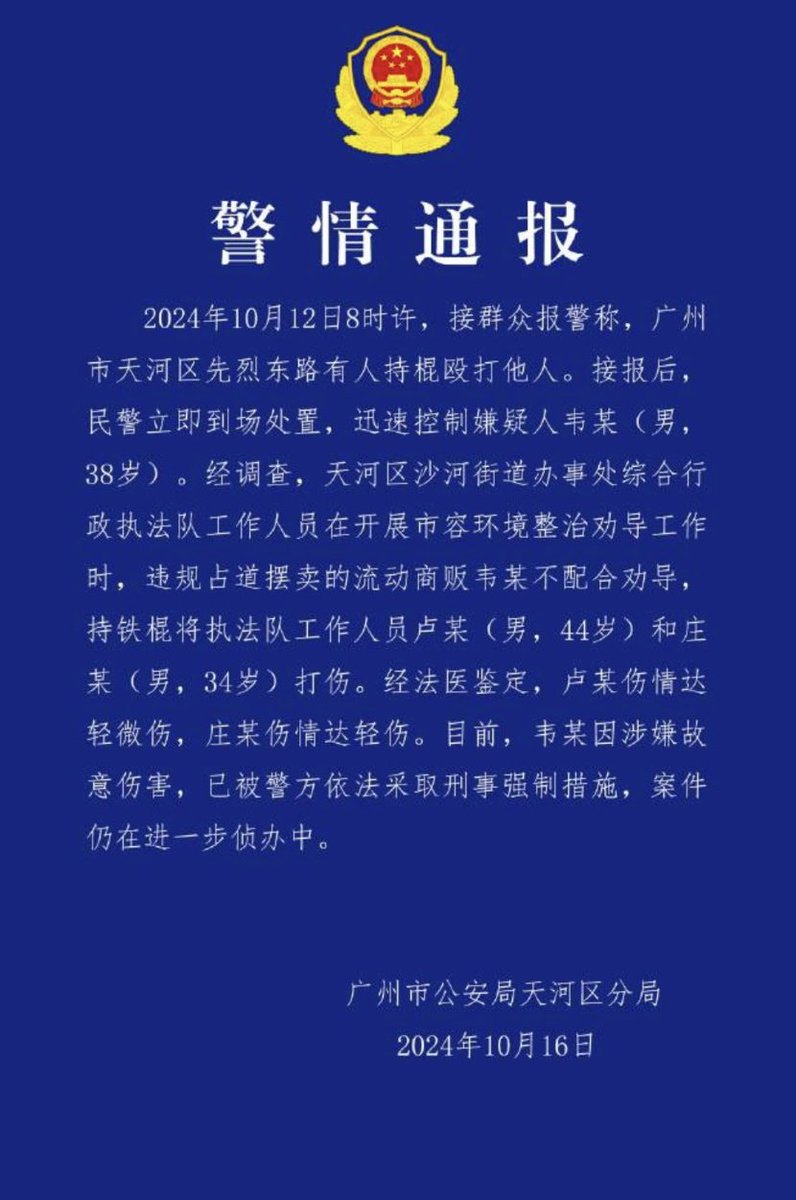 警情通报
2024年10月12日8时许，接群众报警称，广州
市天河区先烈东路有人持棍殴打他人。接报后，
民警立即到场处置，迅速控制嫌疑人韦某（男，
38岁）。经调查，天河区沙河街道办事处综合行
政执法队工作人员在开展市容环境整治劝导工作
时，违规占道摆卖的流动商贩韦某不配合劝导，
持铁棍将执法队工作人员卢某（男，44岁）和庄
某（男，34岁）打伤。经法医鉴定，卢某伤情达
轻微伤，庄某伤情达轻伤。目前，韦某因涉嫌故
意伤害，已被警方依法采取刑事强制措施，案件
仍在进一步侦办中。
广州市公安局天河区分局
2024年10月16日